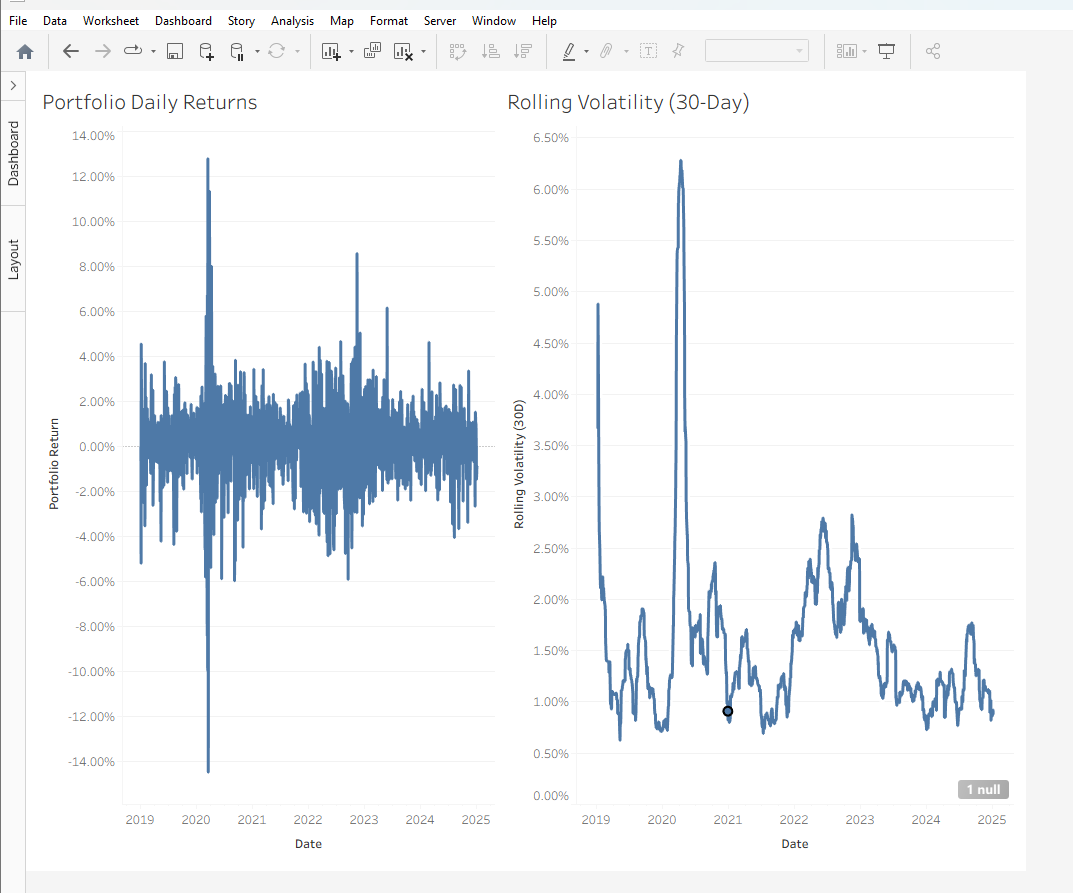 File Data Worksheet Dashboard Story Analysis Map Format Server Window Help
Dashboard
Layout
Portfolio Daily Returns
14.00%
12.00%
10.00%
8.00%
6.00%
4.00%
2.00%
0.00%
-2.00%
-4.00%
-6.00%
-8.00%
-10.00%
-12.00%
-14.00%
Portfolio Return
2019 2020 2021 2022 2023 2024 2025
Date
Rolling Volatility (30-Day)
6.50%
6.00%
5.50%
5.00%
4.50%
4.00%
3.50%
3.00%
2.50%
2.00%
1.50%
1.00%
0.50%
0.00%
Rolling Volatility (30D)
1 null
2019 2020 2021 2022 2023 2024 2025
Date